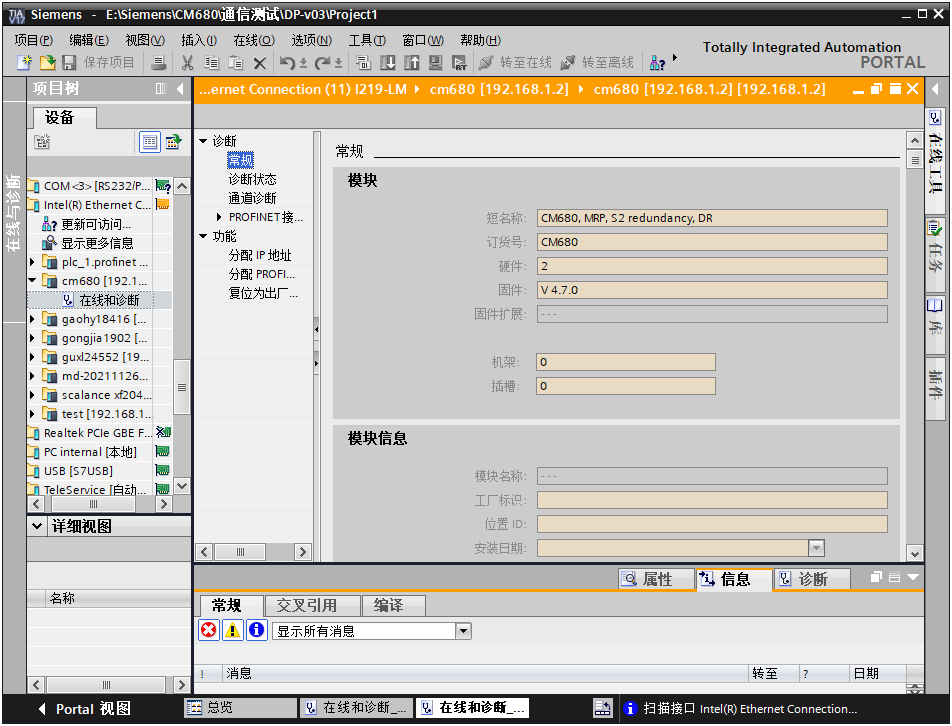 Siemens - E:\Siemens\CM680\通信测试\DP-v03\Project1
项目(P) 编辑(E) 视图(V) 插入(I) 在线(O) 选项(N) 工具(T) 窗口(W) 帮助(H)
Totally Integrated Automation
PORTAL
保存项目 转至在线 转至离线
项目树
...ernet Connection (11) I219-LM cm680 [192.168.1.2] cm680 [192.168.1.2] [192.168.1.2]
设备
在线与诊断
COM <3> [RS232/P...
Intel(R) Ethernet C...
更新可访问...
显示更多信息
plc_1.profinet ...
cm680 [192.1...
在线和诊断
gaohy18416 [...
gongjia1902 [...
guxl24552 [19...
md-20211126...
scalance xf204...
test [192.168.1...
Realtek PCIe GBE F...
PC internal [本地]
USB [S7USB]
TeleService [自动...
详细视图
名称
诊断
常规
诊断状态
通道诊断
PROFINET 接...
功能
分配 IP 地址
分配 PROFI...
复位为出厂...
常规
模块
短名称: CM680, MRP, S2 redundancy, DR
订货号: CM680
硬件: 2
固件: V 4.7.0
固件扩展: ---
机架: 0
插槽: 0
模块信息
模块名称: ---
工厂标识:
位置 ID:
安装日期:
在线工具
任务
库
插件
属性 信息 诊断
常规 交叉引用 编译
显示所有消息
! 消息 转至 ? 日期
Portal 视图 总览 在线和诊断_... 在线和诊断_... 扫描接口 Intel(R) Ethernet Connection...